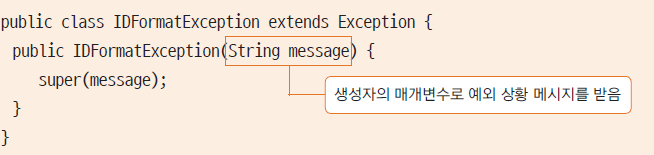 public class IDFormatException extends Exception {
public IDFormatException(String message) {
super(message);
생성자의 매개변수로 예외 상황 메시지를 받음
}
}